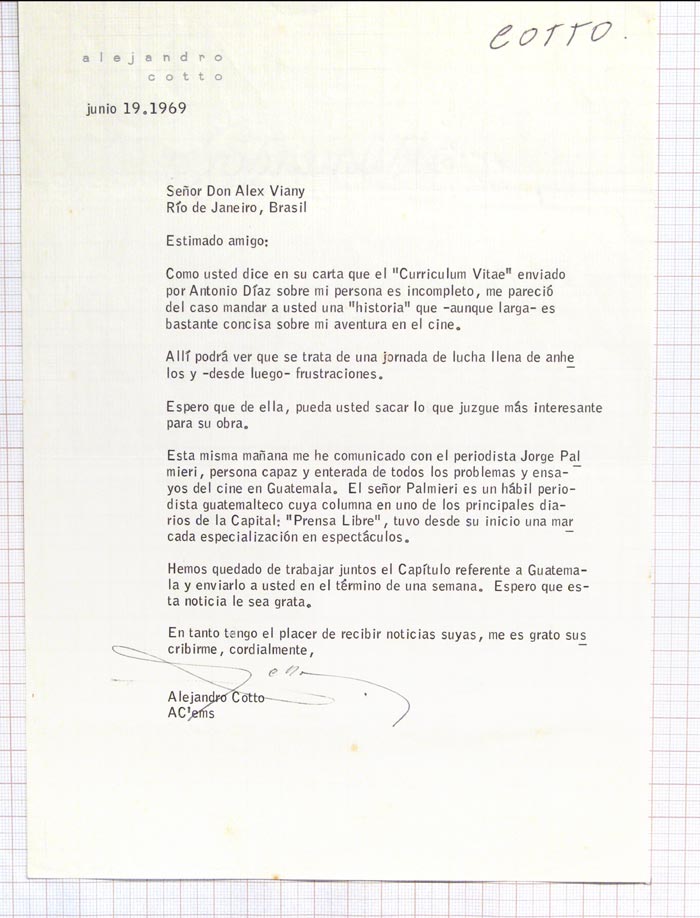 COTTO.
alejandro
cotto
junio 19.1969
Señor Don Alex Viany
Río de Janeiro, Brasil
Estimado amigo:
Como usted dice en su carta que el "Curriculum Vitae" enviado
por Antonio Díaz sobre mi persona es incompleto, me pareció
del caso mandar a usted una "historia" que -aunque larga- es
bastante concisa sobre mi aventura en el cine.
Allí podrá ver que se trata de una jornada de lucha llena de anhe
los y -desde luego- frustraciones.
Espero que de ella, pueda usted sacar lo que juzgue más interesante
para su obra.
Esta misma mañana me he comunicado con el periodista Jorge Pal
mieri, persona capaz y enterada de todos los problemas y ensa-
yos del cine en Guatemala. El señor Palmieri es un hábil perio-
dista guatemalteco cuya columna en uno de los principales dia-
rios de la Capital: "Prensa Libre", tuvo desde su inicio una mar
cada especialización en espectáculos.
Hemos quedado de trabajar juntos el Capítulo referente a Guatema-
la y enviarlo a usted en el término de una semana. Espero que es-
ta noticia le sea grata.
En tanto tengo el placer de recibir noticias suyas, me es grato sus
cribirme, cordialmente,
Alejandro Cotto
AC'ems